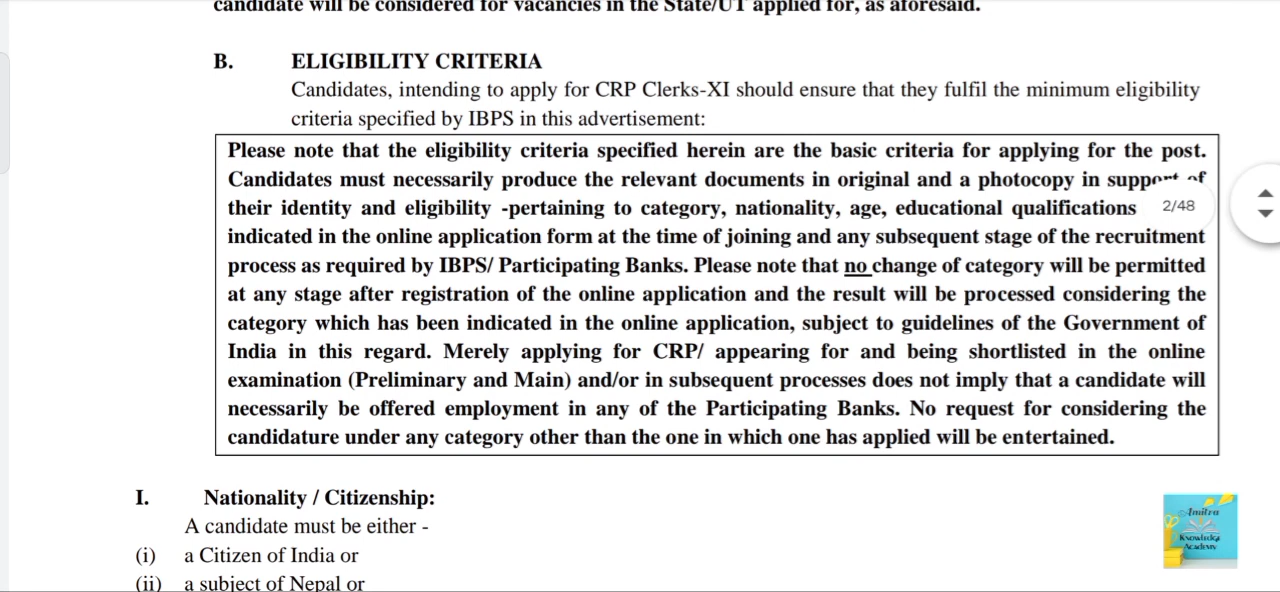 candidate will be considered for vacancies in the State/UT applied for, as aforesaid.
B. ELIGIBILITY CRITERIA
Candidates, intending to apply for CRP Clerks-XI should ensure that they fulfil the minimum eligibility
criteria specified by IBPS in this advertisement:
Please note that the eligibility criteria specified herein are the basic criteria for applying for the post.
Candidates must necessarily produce the relevant documents in original and a photocopy in support of
their identity and eligibility -pertaining to category, nationality, age, educational qualifications 2/48
indicated in the online application form at the time of joining and any subsequent stage of the recruitment
process as required by IBPS/ Participating Banks. Please note that no change of category will be permitted
at any stage after registration of the online application and the result will be processed considering the
category which has been indicated in the online application, subject to guidelines of the Government of
India in this regard. Merely applying for CRP/ appearing for and being shortlisted in the online
examination (Preliminary and Main) and/or in subsequent processes does not imply that a candidate will
necessarily be offered employment in any of the Participating Banks. No request for considering the
candidature under any category other than the one in which one has applied will be entertained.
I. Nationality / Citizenship:
A candidate must be either -
(i) a Citizen of India or
(ii) a subject of Nepal or
Amitra
Knowledge
Academy